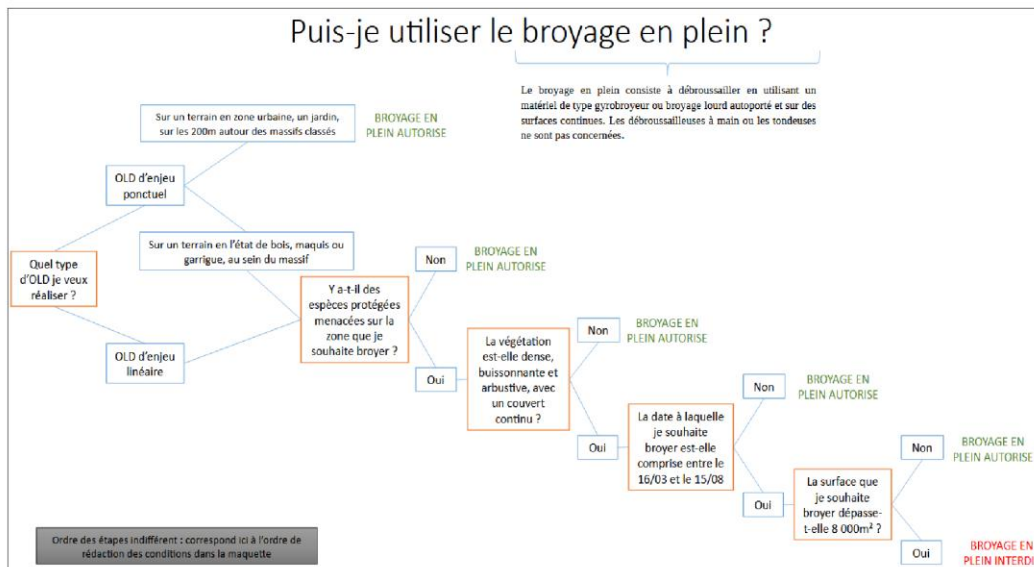 Puis-je utiliser le broyage en plein ?
Le broyage en plein consiste à débroussailler en utilisant un
matériel de type gyrobroyeur ou broyage lourd autoporté et sur des
surfaces continues. Les débroussailleuses à main ou les tondeuses
ne sont pas concernées.
Sur un terrain en zone urbaine, un jardin,
sur les 200m autour des massifs classés
BROYAGE EN
PLEIN AUTORISE
OLD d'enjeu
ponctuel
Sur un terrain en l'état de bois, maquis ou
garrigue, au sein du massif
Quel type
d'OLD je veux
réaliser ?
OLD d'enjeu
linéaire
Y a-t-il des
espèces protégées
menacées sur la
zone que je
souhaite broyer ?
Non
BROYAGE EN
PLEIN AUTORISE
Oui
La végétation
est-elle dense,
buissonnante et
arbustive, avec
un couvert
continu ?
Non
BROYAGE EN
PLEIN AUTORISE
Oui
La date à laquelle
je souhaite
broyer est-elle
comprise entre le
16/03 et le 15/08
Non
BROYAGE EN
PLEIN AUTORISE
Oui
La surface que
je souhaite
broyer dépasse-
t-elle 8 000m² ?
Non
BROYAGE EN
PLEIN AUTORISE
Oui
BROYAGE EN
PLEIN INTERDI
Ordre des étapes indifférent : correspond ici à l'ordre de
rédaction des conditions dans la maquette